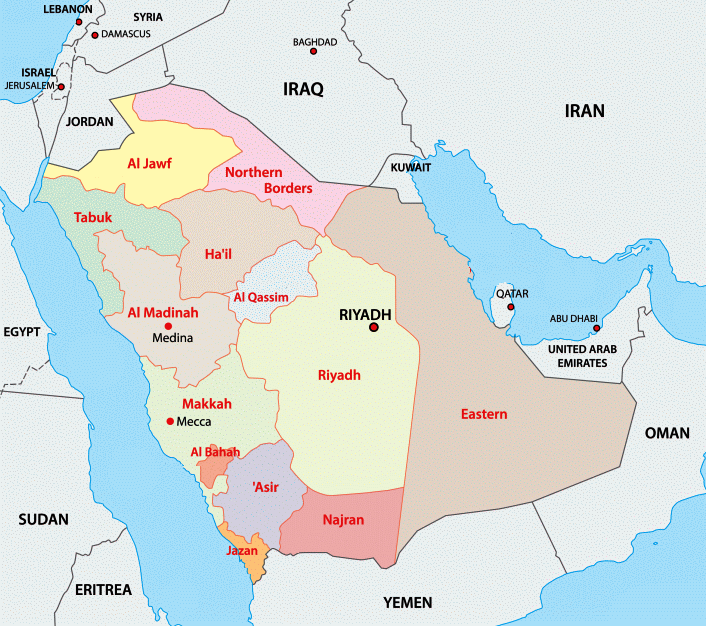 LEBANON
SYRIA
DAMASCUS
BAGHDAD
ISRAEL
JERUSALEM
IRAQ
IRAN
JORDAN
Al Jawf
KUWAIT
Northern
Borders
Tabuk
Ha'il
Al Qassim
QATAR
Al Madinah
RIYADH
ABU DHABI
EGYPT
Medina
UNITED ARAB
EMIRATES
Riyadh
Makkah
Eastern
Mecca
OMAN
Al Bahah
'Asir
SUDAN
Najran
Jazan
ERITREA
YEMEN